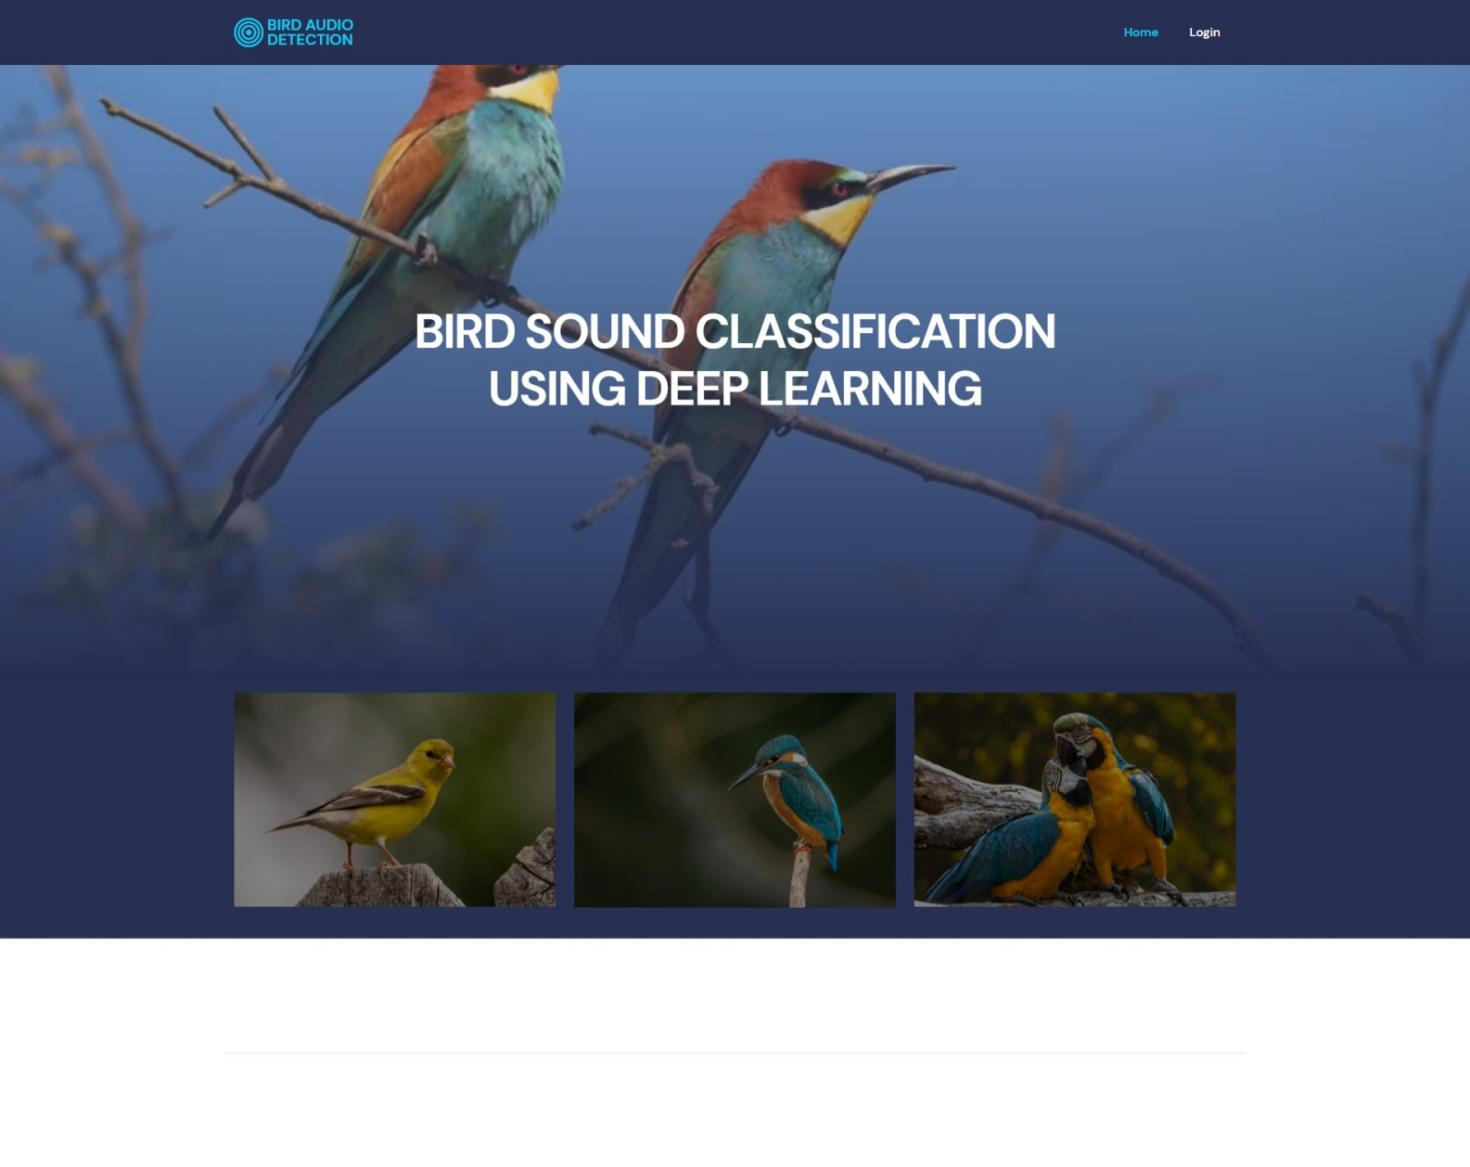 BIRD AUDIO
DETECTION
Home
Login
BIRD SOUND CLASSIFICATION
USING DEEP LEARNING